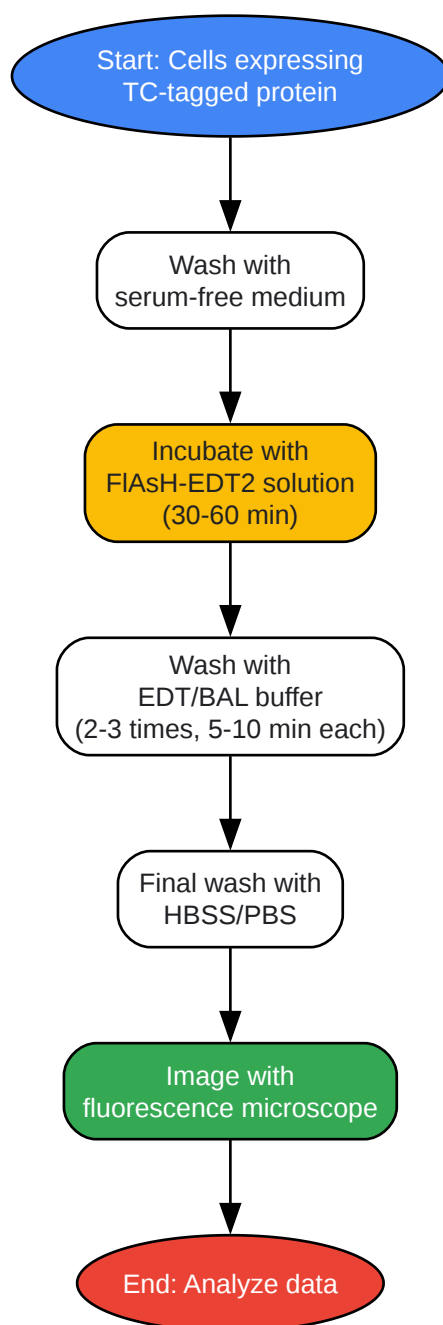 Start: Cells expressing
TC-tagged protein
Wash with
serum-free medium
Incubate with
FlAsH-EDT2 solution
(30-60 min)
Wash with
EDT/BAL buffer
(2-3 times, 5-10 min each)
Final wash with
HBSS/PBS
Image with
fluorescence microscope
End: Analyze data